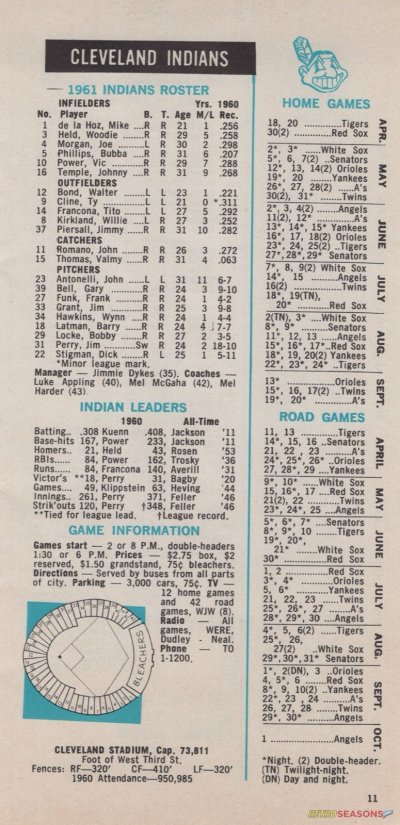 CLEVELAND INDIANS
— 1961 INDIANS ROSTER
INFIELDERS Yrs. 1960
No. Player B. T. Age M/L Rec.
1 de la Hoz, Mike ....R R 21 1 .256
3 Held, Woodie ......R R 29 5 .258
4 Morgan, Joe ........L R 30 2 .298
5 Phillips, Bubba ....R R 31 6 .207
10 Power, Vic ..........R R 29 7 .288
16 Temple, Johnny ...R R 31 9 .268
OUTFIELDERS
12 Bond, Walter ......L L 23 1 .221
9 Cline, Ty ............L L 21 0 *.311
14 Francona, Tito .....L L 27 5 .292
8 Kirkland, Willie ....L R 27 3 .252
37 Piersall, Jimmy ....R R 31 10 .282
CATCHERS
11 Romano, John ....R R 26 3 .272
15 Thomas, Valmy ...R R 31 4 .063
PITCHERS
23 Antonelli, John .....L L 31 11 6-7
39 Bell, Gary ..........R R 24 3 9-10
27 Funk, Frank ........R R 24 1 4-2
33 Grant, Jim ..........R R 25 3 9-8
34 Hawkins, Wynn ...R R 24 1 4-4
18 Latman, Barry .....R R 24 4 7-7
29 Locke, Bobby ......R R 27 2 3-5
31 Perry, Jim ..........Sw R 24 2 18-10
22 Stigman, Dick .....R L 25 1 5-11
*Minor league mark.
Manager — Jimmie Dykes (35). Coaches —
Luke Appling (40), Mel McGaha (42), Mel
Harder (43)
INDIAN LEADERS
1960 All-Time
Batting.. .308 Kuenn .408, Jackson '11
Base-hits 167, Power 233, Jackson '11
Homers.. 21, Held 43, Rosen '53
RBIs..... 84, Power 162, Trosky '36
Runs..... 84, Francona 140, Averill '31
Victor's **18, Perry 31, Bagby '20
Games.... 49, Klippstein 63, Heving '44
Innings.. 261, Perry 371, Feller '46
Strik'outs 120, Perry †348, Feller '46
**Tied for league lead. †League record.
GAME INFORMATION
Games start — 2 or 8 P.M., double-headers
1:30 or 6 P.M. Prices — $2.75 box, $2
reserved, $1.50 grandstand, 75¢ bleachers.
Directions — Served by buses from all parts
of city. Parking — 3,000 cars, 75¢. TV —
12 home games
and 42 road
games, WJW (8).
Radio — All
games, WERE,
Dudley - Neal.
Phone — TO
1-1200.
BLEACHERS
CLEVELAND STADIUM, Cap. 73,811
Foot of West Third St.
Fences: RF—320' CF—410' LF—320'
1960 Attendance—950,985
HOME GAMES
APR.
18, 20 ..............Tigers
30(2) ...........Red Sox
MAY
2*, 3* .....White Sox
5*, 6, 7(2) ..Senators
12*, 13, 14(2) Orioles
19*, 20 ........Yankees
26*, 27, 28(2) ......A's
30(2), 31* ......Twins
JUNE
2*, 3, 4(2) .......Angels
11(2), 12* ..........A's
13*, 14*, 15* Yankees
16*, 17, 18(2) Orioles
23*, 24, 25(2) ..Tigers
27*, 28*, 29* Senators
JULY
7*, 8, 9(2) White Sox
14*, 15 .........Angels
16(2) .............Twins
18*, 19(TN),
20* ............Red Sox
AUG.
2(TN), 3* ....White Sox
8*, 9* .........Senators
11*, 12, 13 ......Angels
15*, 16*, 17*..Red Sox
18*, 19, 20(2) Yankees
22*, 23*, 24* ..Tigers
SEPT.
13* ..............Orioles
15*, 16, 17(2) ..Twins
19*, 20* ............A's
ROAD GAMES
APRIL
11, 13 ............Tigers
14*, 15, 16 ..Senators
21, 22, 23 .........A's
24*, 25*, 26* ..Orioles
27, 28*, 29 ....Yankees
MAY
9*, 10* .....White Sox
15, 16*, 17 ..Red Sox
21(2), 22 .........Twins
23*, 24*, 25 ..Angels
JUNE
5*, 6*, 7* ....Senators
8*, 9*, 10 .......Tigers
19*, 20*,
21* .........White Sox
30* .............Red Sox
JULY
1, 2 .............Red Sox
3*, 4* ...........Orioles
5, 6* ............Yankees
21, 22, 23 .......Twins
25*, 26*, 27 .......A's
28*, 29*, 30 ....Angels
AUG.
4*, 5, 6(2) ......Tigers
25*, 26,
27(2) .......White Sox
29*, 30*, 31* Senators
SEPT.
1*, 2(DN), 3 ..Orioles
4, 5*, 6 .......Red Sox
8*, 9, 10(2) ..Yankees
22*, 23, 24 .......A's
26, 27, 28 .......Twins
29*, 30* ........Angels
OCT.
1 ..................Angels
*Night. (2) Double-header.
(TN) Twilight-night.
(DN) Day and night.
11
RETROSEASONS